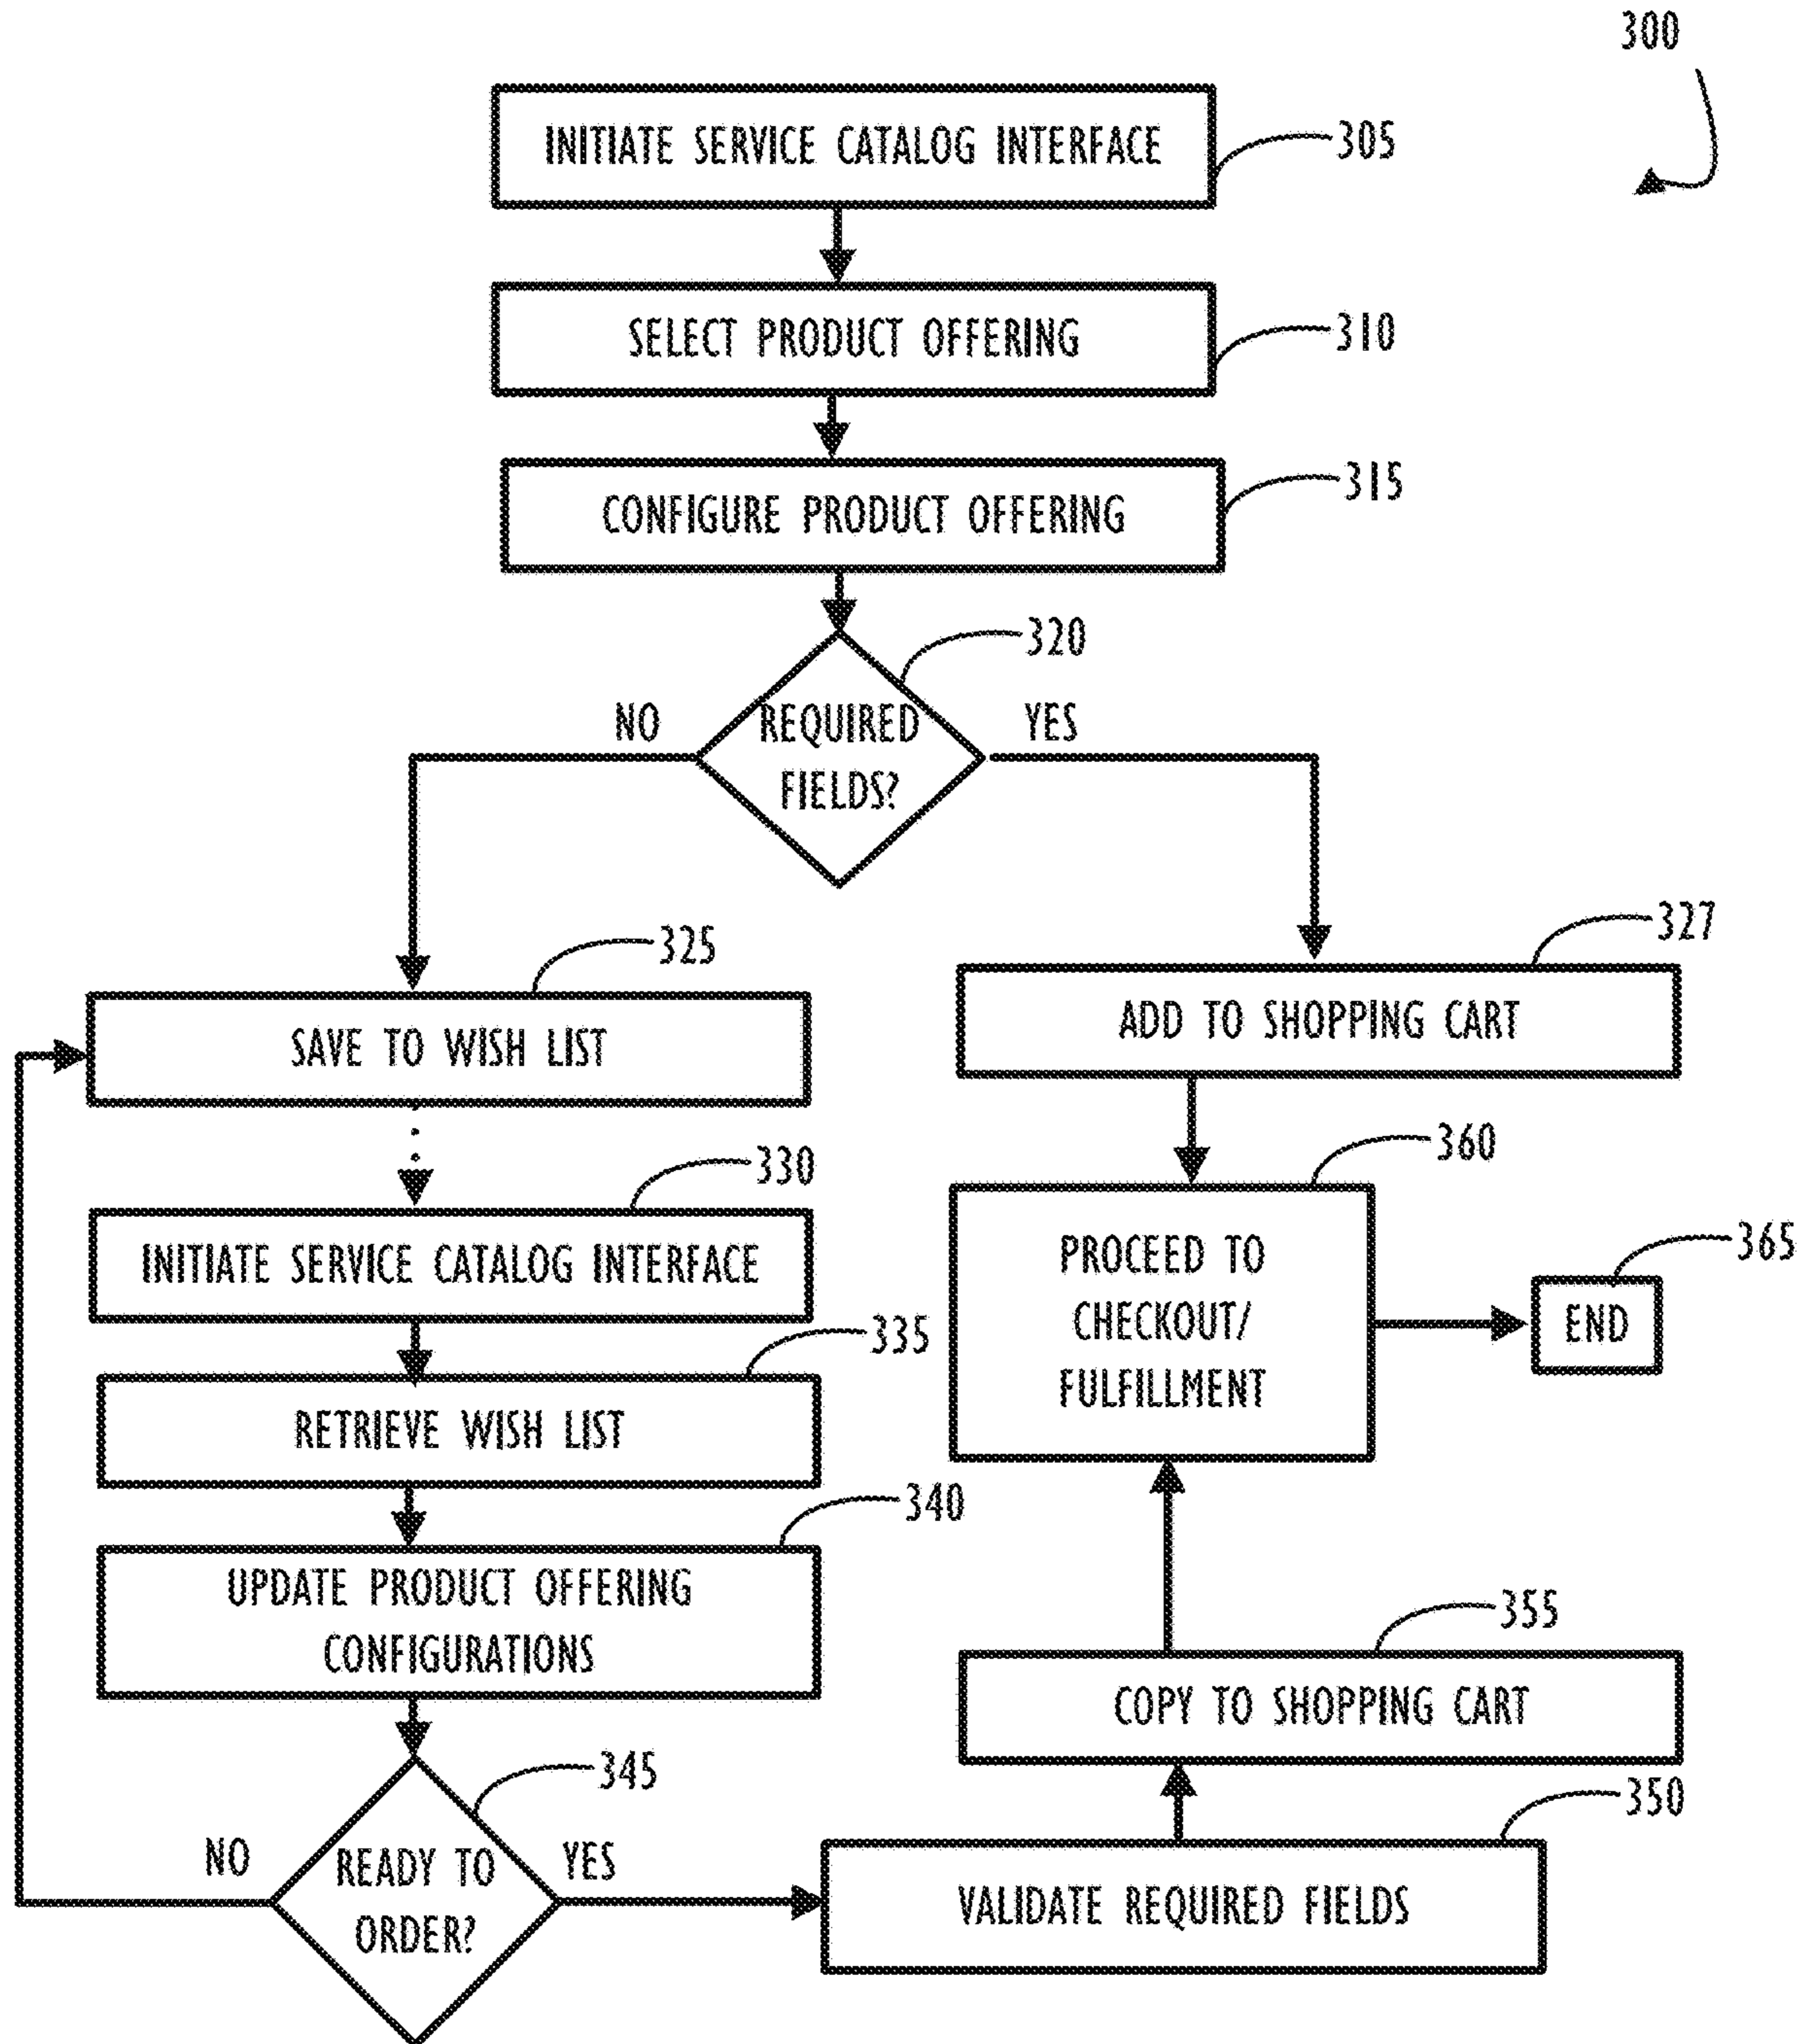 300
INITIATE SERVICE CATALOG INTERFACE
305
SELECT PRODUCT OFFERING
310
CONFIGURE PRODUCT OFFERING
315
320
NO
REQUIRED
FIELDS?
YES
325
327
SAVE TO WISH LIST
ADD TO SHOPPING CART
330
360
INITIATE SERVICE CATALOG INTERFACE
PROCEED TO
CHECKOUT/
FULFILLMENT
365
END
335
RETRIEVE WISH LIST
340
UPDATE PRODUCT OFFERING
CONFIGURATIONS
355
COPY TO SHOPPING CART
345
350
NO
READY TO
ORDER?
YES
VALIDATE REQUIRED FIELDS